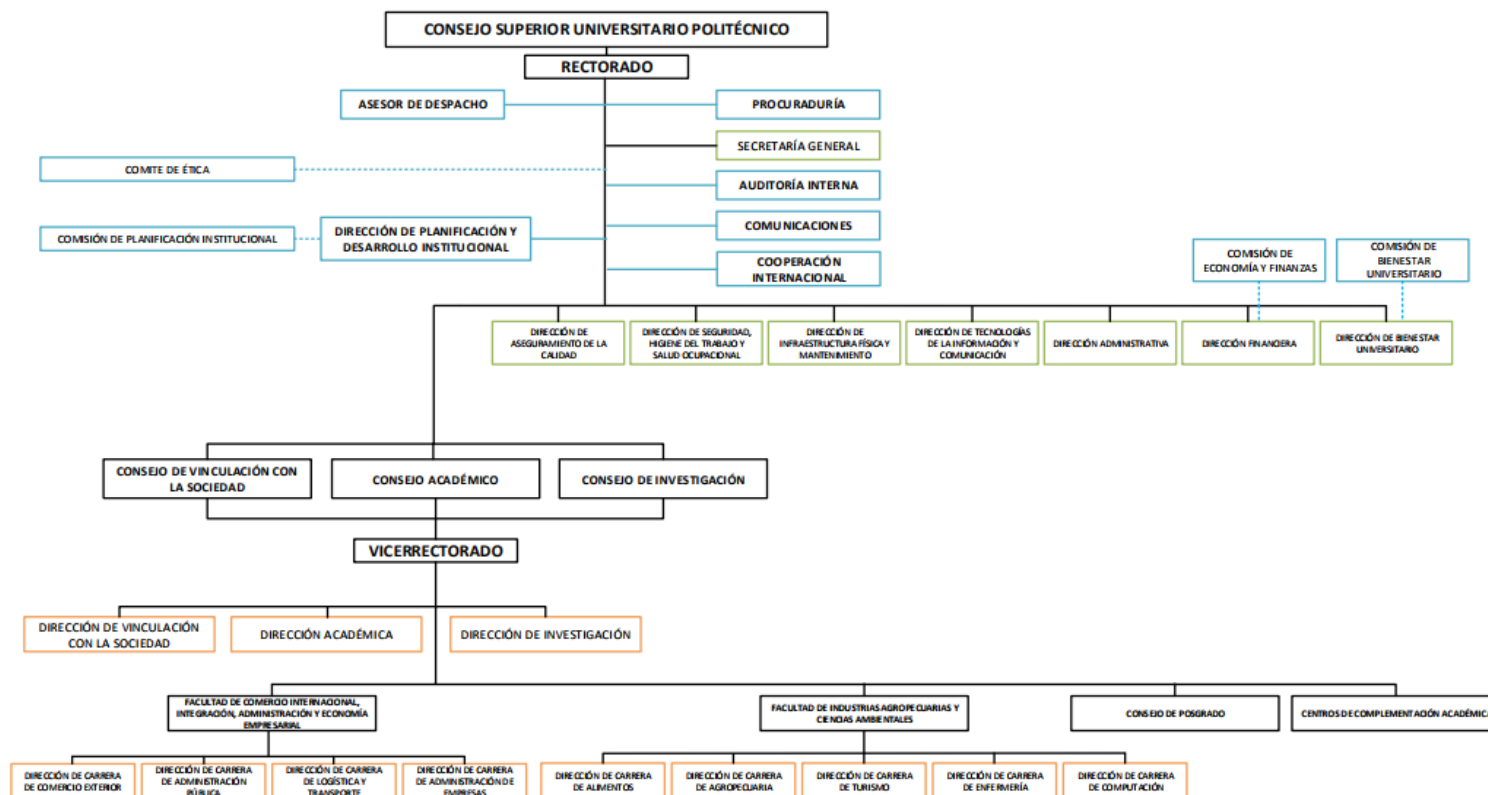 CONSEJO SUPERIOR UNIVERSITARIO POLITÉCNICO
RECTORADO
ASESOR DE DESPACHO
PROCURADURÍA
SECRETARÍA GENERAL
COMITE DE ÉTICA
AUDITORÍA INTERNA
COMUNICACIONES
COMISIÓN DE PLANIFICACIÓN INSTITUCIONAL
DIRECCIÓN DE PLANIFICACIÓN Y
DESARROLLO INSTITUCIONAL
COOPERACIÓN
INTERNACIONAL
COMISIÓN DE
ECONOMÍA Y FINANZAS
COMISIÓN DE
BIENESTAR
UNIVERSITARIO
DIRECCIÓN DE
ASEGURAMIENTO DE LA
CALIDAD
DIRECCIÓN DE SEGURIDAD,
HIGIENE DEL TRABAJO Y
SALUD OCUPACIONAL
DIRECCIÓN DE
INFRAESTRUCTURA FÍSICA Y
MANTENIMIENTO
DIRECCIÓN DE TECNOLOGÍAS
DE LA INFORMACIÓN Y
COMUNICACIÓN
DIRECCIÓN ADMINISTRATIVA
DIRECCIÓN FINANCIERA
DIRECCIÓN DE BIENESTAR
UNIVERSITARIO
CONSEJO DE VINCULACIÓN CON
LA SOCIEDAD
CONSEJO ACADÉMICO
CONSEJO DE INVESTIGACIÓN
VICERRECTORADO
DIRECCIÓN DE VINCULACIÓN
CON LA SOCIEDAD
DIRECCIÓN ACADÉMICA
DIRECCIÓN DE INVESTIGACIÓN
FACULTAD DE COMERCIO INTERNACIONAL,
INTEGRACIÓN, ADMINISTRACIÓN Y ECONOMÍA
EMPRESARIAL
FACULTAD DE INDUSTRIAS AGROPECUARIAS Y
CIENCIAS AMBIENTALES
CONSEJO DE POSGRADO
CENTROS DE COMPLEMENTACIÓN ACADÉMICA
DIRECCIÓN DE CARRERA
DE COMERCIO EXTERIOR
DIRECCIÓN DE CARRERA
DE ADMINISTRACIÓN
PÚBLICA
DIRECCIÓN DE CARRERA
DE LOGÍSTICA Y
TRANSPORTE
DIRECCIÓN DE CARRERA
DE ADMINISTRACIÓN DE
EMPRESAS
DIRECCIÓN DE CARRERA
DE ALIMENTOS
DIRECCIÓN DE CARRERA
DE AGROPECUARIA
DIRECCIÓN DE CARRERA
DE TURISMO
DIRECCIÓN DE CARRERA
DE ENFERMERÍA
DIRECCIÓN DE CARRERA
DE COMPUTACIÓN